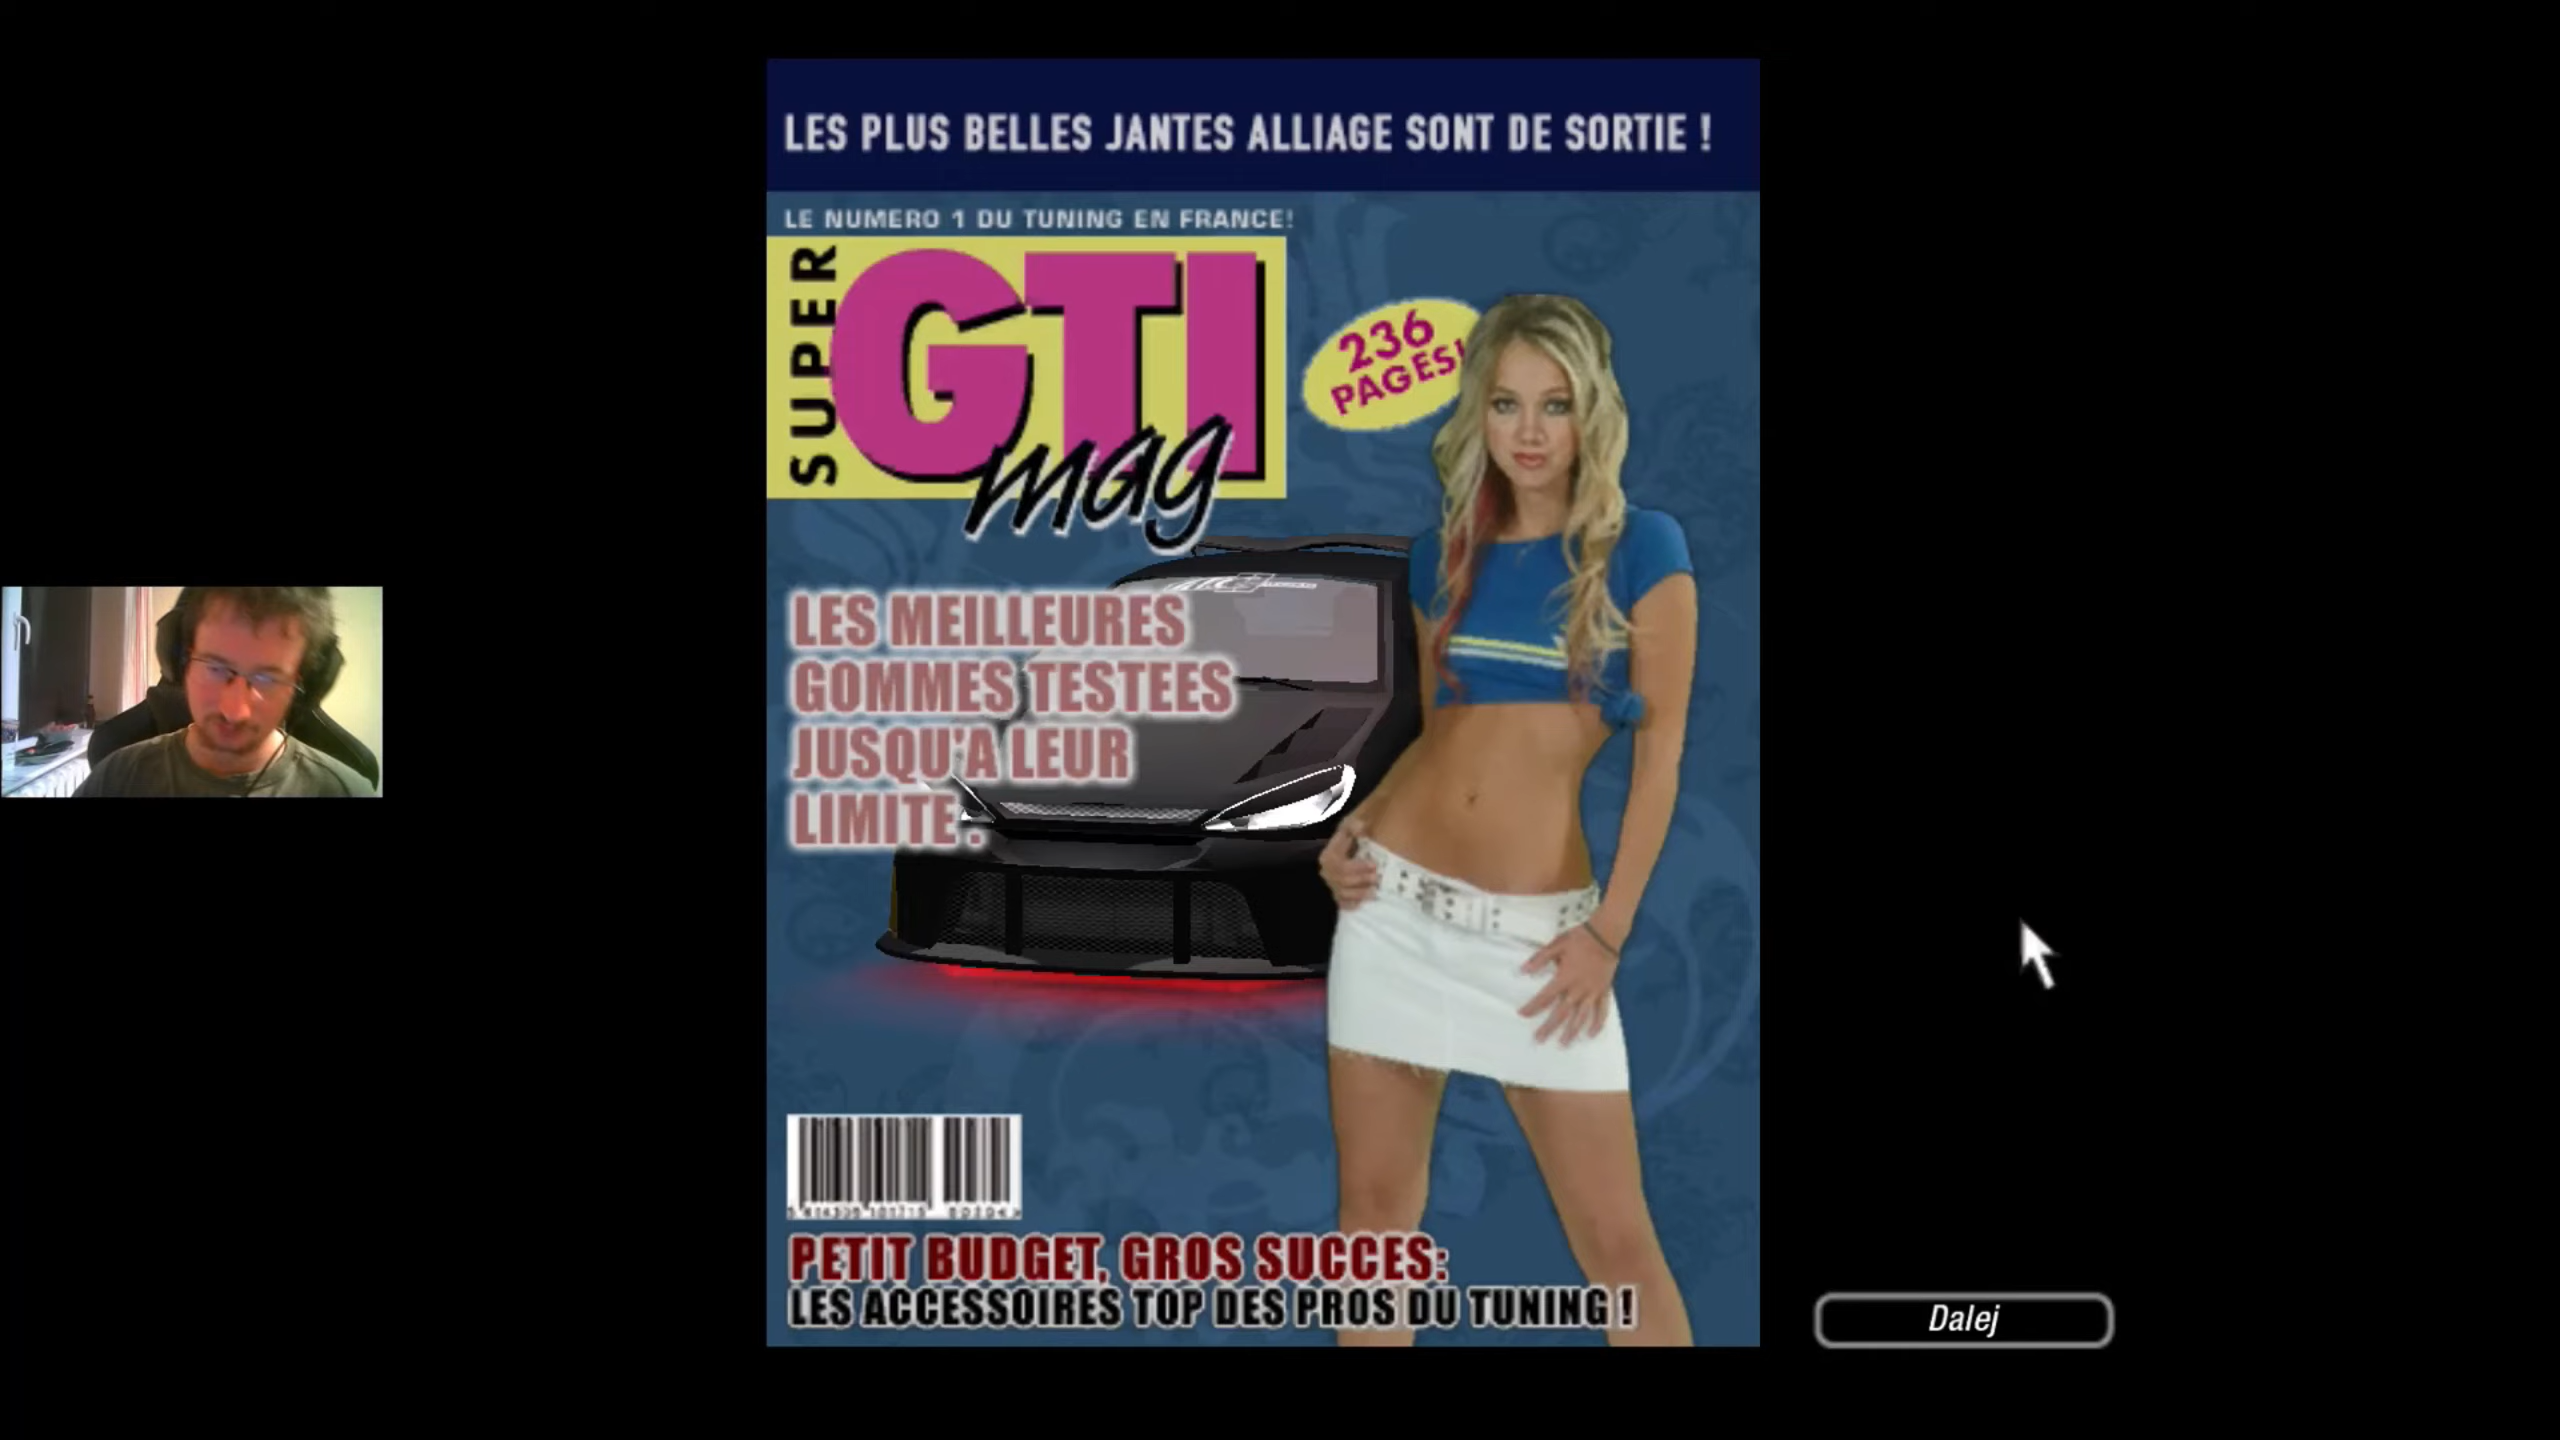 LES PLUS BELLES JANTES ALLIAGE SONT DE SORTIE !
LE NUMERO 1 DU TUNING EN FRANCE!
SUPER
GTI
mag
236
PAGES!
LES MEILLEURES
GOMMES TESTEES
JUSQU'A LEUR
LIMITE .
PETIT BUDGET, GROS SUCCES:
LES ACCESSOIRES TOP DES PROS DU TUNING !
Dalej